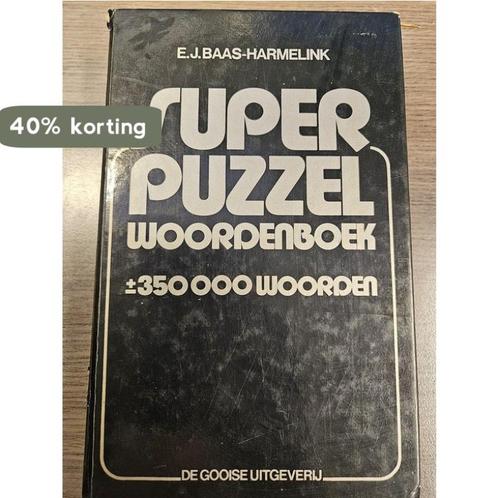 E.J. BAAS-HARMELINK
40% korting
SUPER
PUZZEL
WOORDENBOEK
±350 000 WOORDEN
DE GOOISE UITGEVERIJ